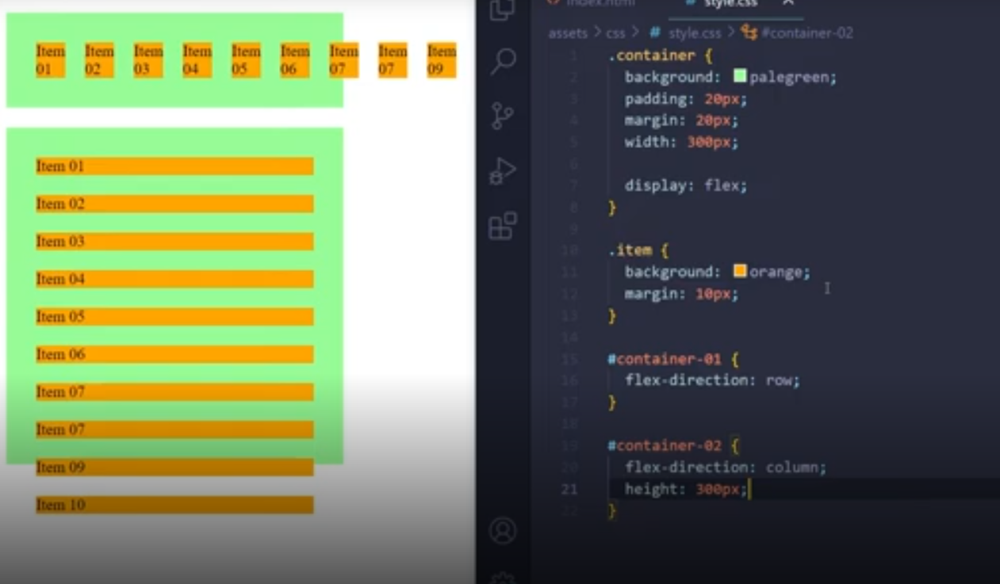 Item 01 Item 02 Item 03 Item 04 Item 05 Item 06 Item 07 Item 07 Item 09
Item 01
Item 02
Item 03
Item 04
Item 05
Item 06
Item 07
Item 07
Item 09
Item 10
index.html # style.css
assets > css > # style.css > #container-02
1 .container {
2 background: palegreen;
3 padding: 20px;
4 margin: 20px;
5 width: 300px;
6
7 display: flex;
8 }
9
10 .item {
11 background: orange;
12 margin: 10px;
13 }
14
15 #container-01 {
16 flex-direction: row;
17 }
18
19 #container-02 {
20 flex-direction: column;
21 height: 300px;
22 }